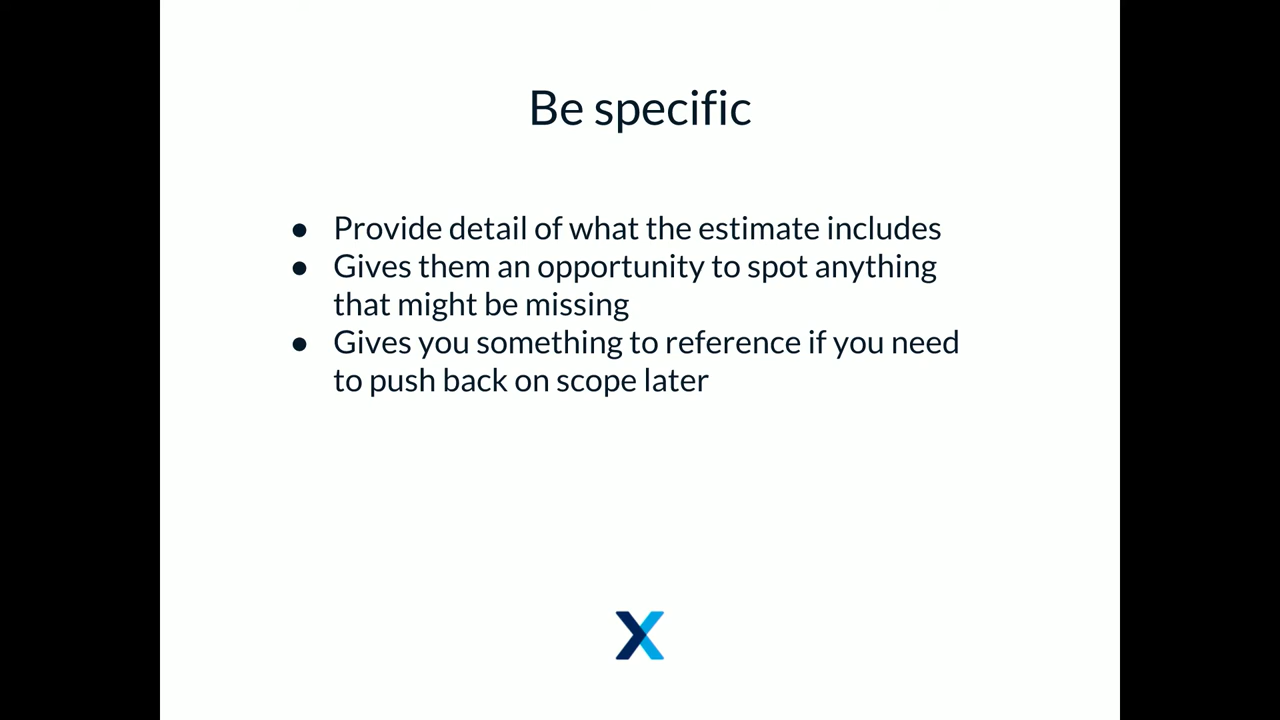 Be specific
● Provide detail of what the estimate includes
● Gives them an opportunity to spot anything
that might be missing
● Gives you something to reference if you need
to push back on scope later
X